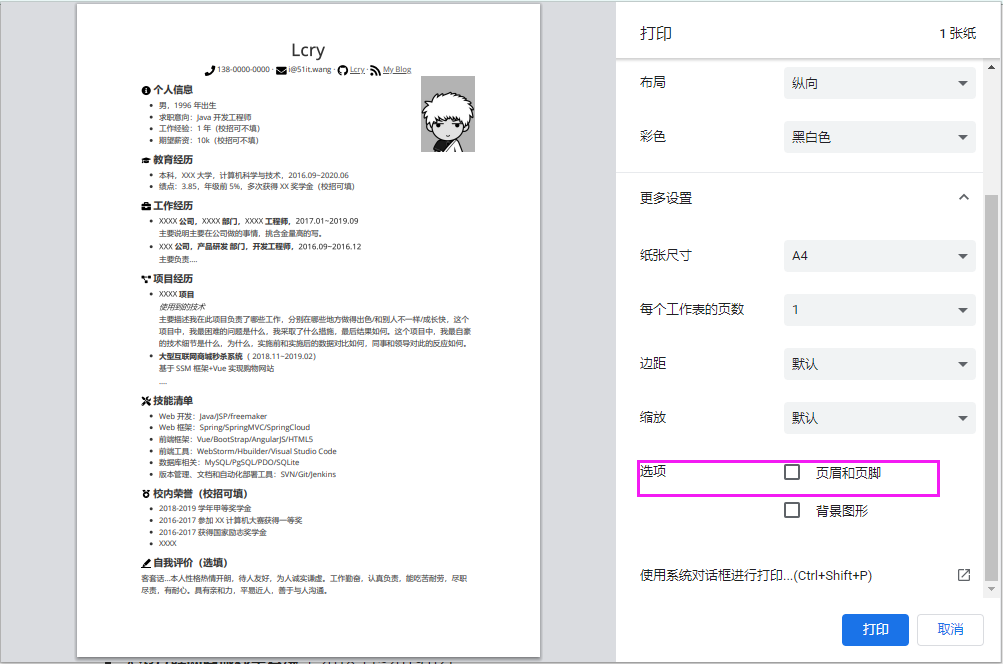 Lcry
138-0000-0000 · i@51it.wang · Lcry · My Blog
个人信息
男，1996 年出生
求职意向：Java 开发工程师
工作经验：1 年（校招可不填）
期望薪资：10k（校招可不填）
教育经历
本科，XXX 大学，计算机科学与技术，2016.09~2020.06
绩点：3.85，年级前 5%，多次获得 XX 奖学金（校招可填）
工作经历
XXXX 公司，XXXX 部门，XXXX 工程师，2017.01~2019.09
主要说明主要在公司做的事情，挑含金量高的写。
XXX 公司，产品研发 部门，开发工程师，2016.09~2016.12
主要负责....
项目经历
XXXX 项目
使用到的技术
主要描述我在此项目负责了哪些工作，分别在哪些地方做得出色/和别人不一样/成长快，这个
项目中，我最困难的问题是什么，我采取了什么措施，最后结果如何。这个项目中，我最自豪
的技术细节是什么，为什么，实施前和实施后的数据对比如何，同事和领导对此的反应如何。
大型互联网商城秒杀系统（ 2018.11~2019.02）
基于 SSM 框架+Vue 实现购物网站
....
技能清单
Web 开发：Java/JSP/freemaker
Web 框架：Spring/SpringMVC/SpringCloud
前端框架：Vue/BootStrap/AngularJS/HTML5
前端工具：WebStorm/Hbuilder/Visual Studio Code
数据库相关：MySQL/PgSQL/PDO/SQLite
版本管理、文档和自动化部署工具：SVN/Git/Jenkins
校内荣誉（校招可填）
2018-2019 学年甲等奖学金
2016-2017 参加 XX 计算机大赛获得一等奖
2016-2017 获得国家励志奖学金
XXXX
自我评价（选填）
客套话...本人性格热情开朗，待人友好，为人诚实谦虚。工作勤奋，认真负责，能吃苦耐劳，尽职
尽责，有耐心。具有亲和力，平易近人，善于与人沟通。
打印 1 张纸
布局 纵向
彩色 黑白色
更多设置
纸张尺寸 A4
每个工作表的页数 1
边距 默认
缩放 默认
选项 页眉和页脚
背景图形
使用系统对话框进行打印...(Ctrl+Shift+P)
打印 取消